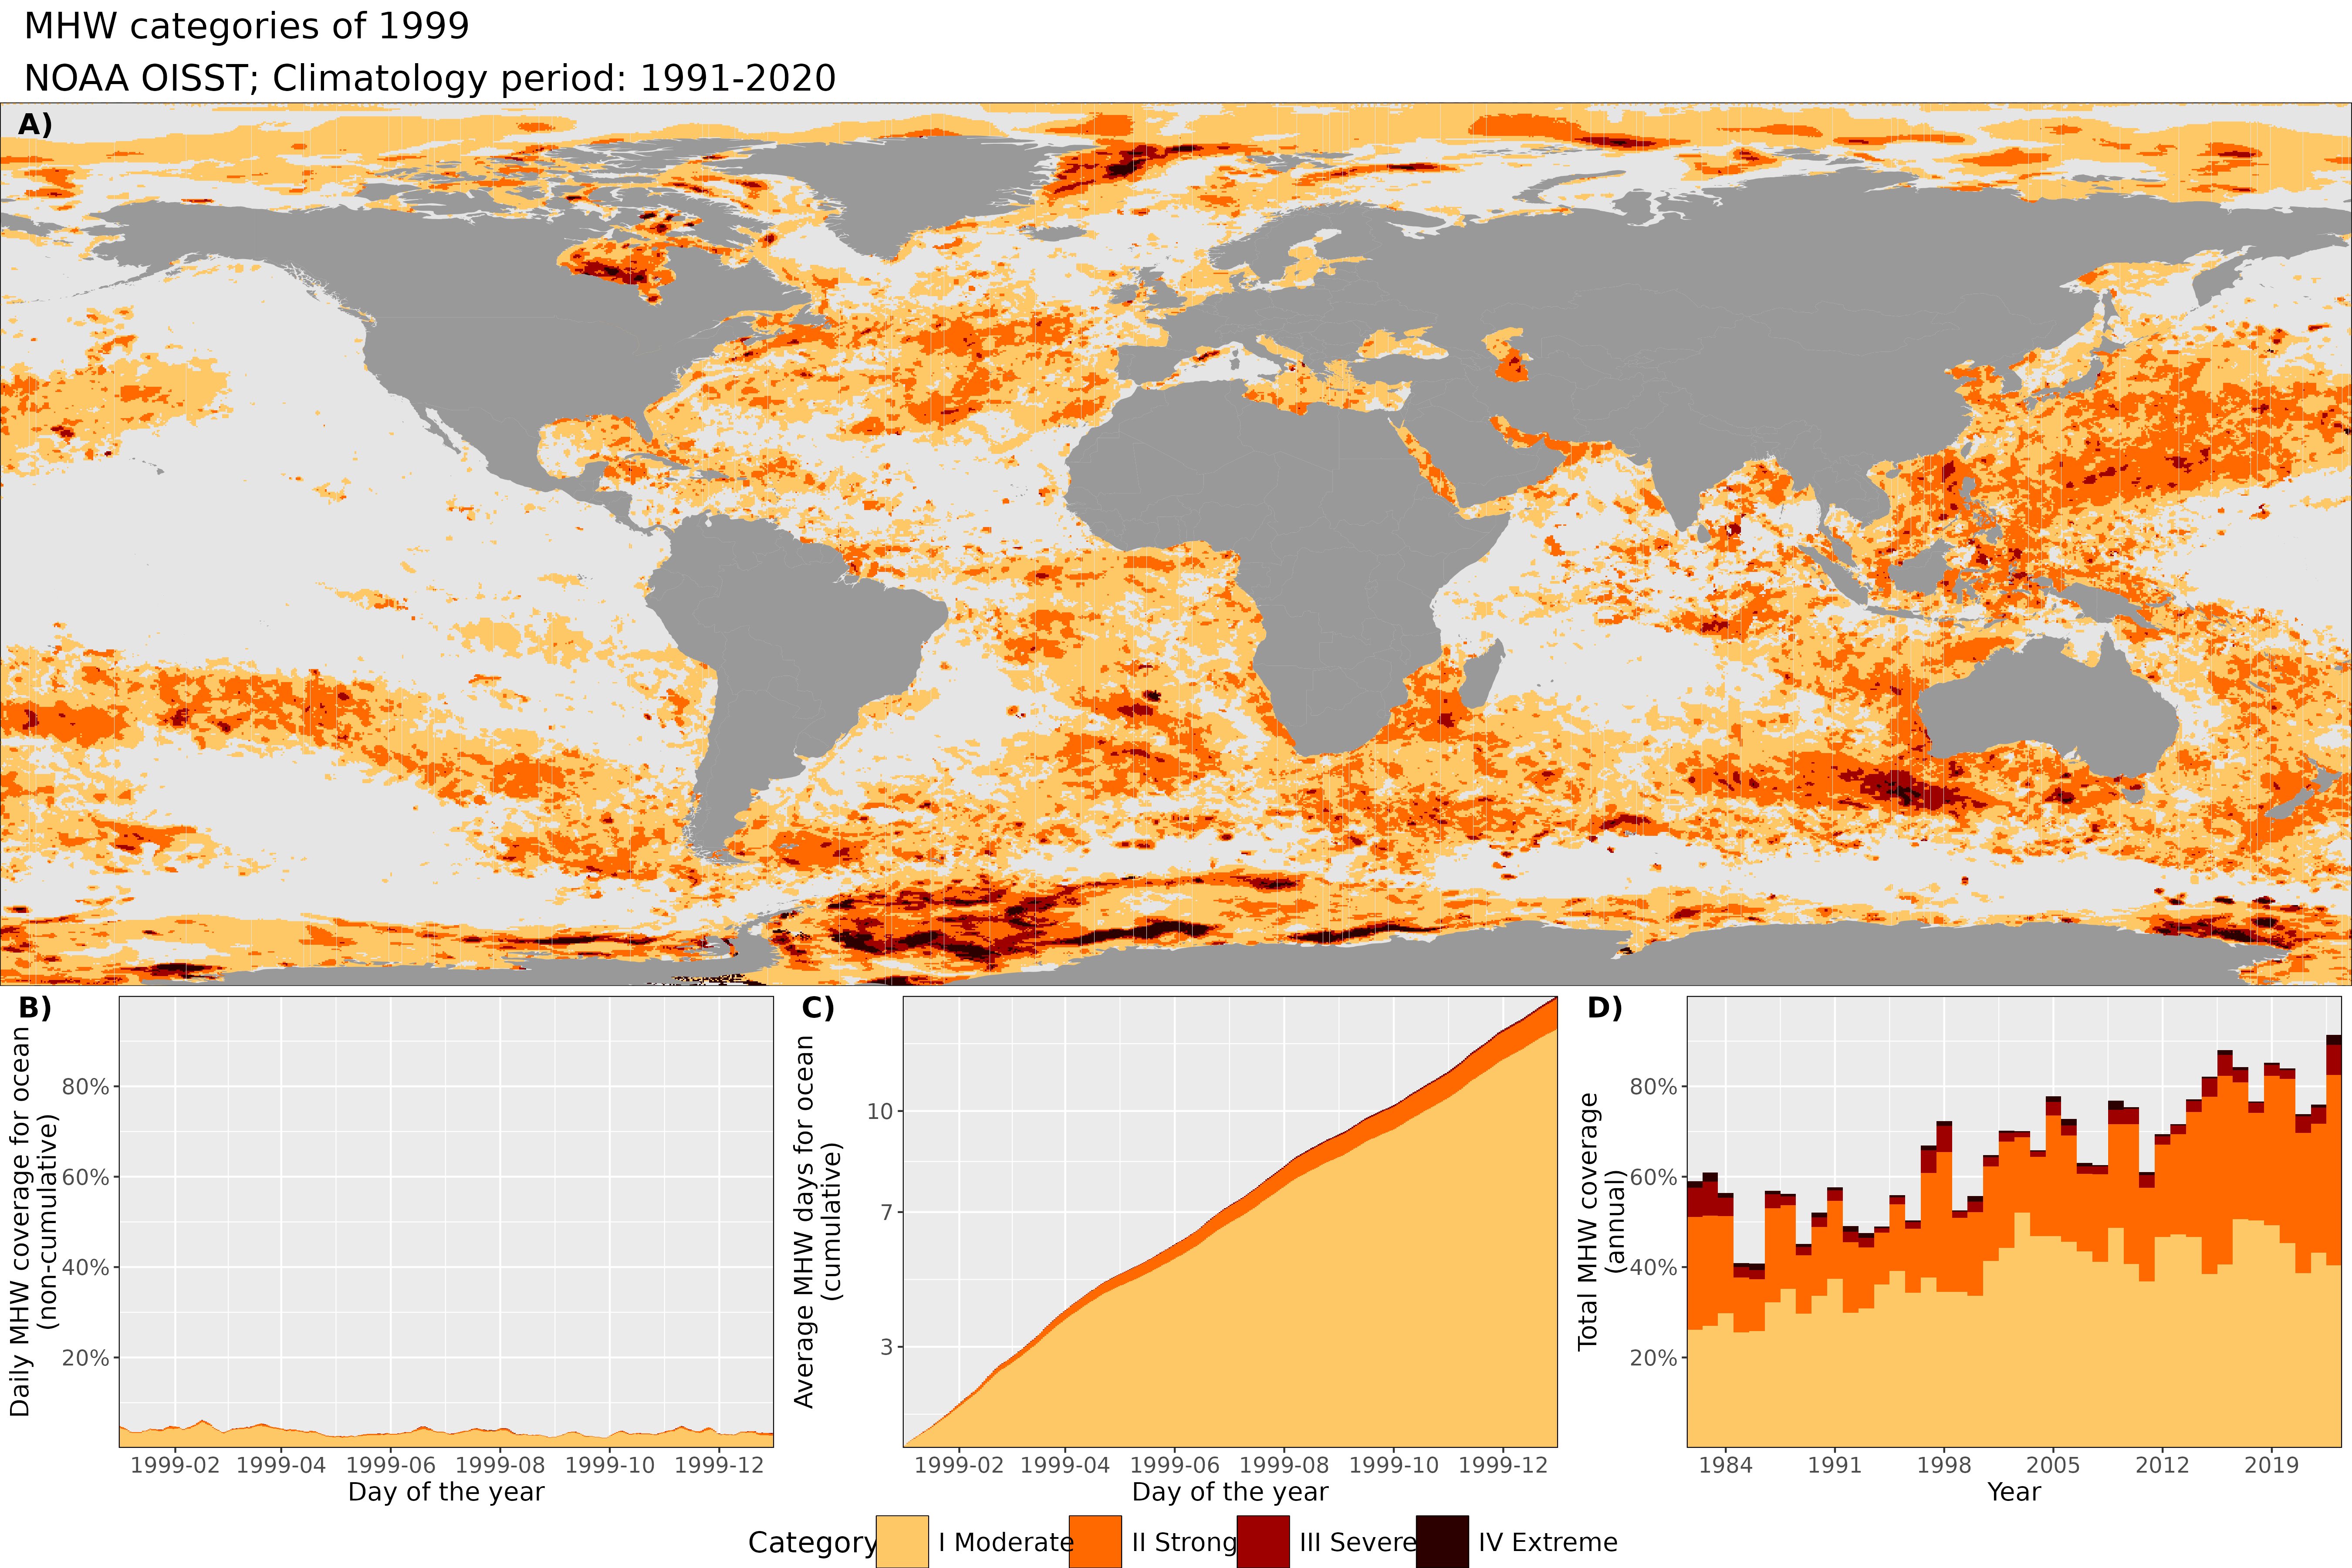 MHW categories of 1999
NOAA OISST; Climatology period: 1991-2020
A)
B)
Daily MHW coverage for ocean
(non-cumulative)
80%
60%
40%
20%
1999-02 1999-04 1999-06 1999-08 1999-10 1999-12
Day of the year
C)
Average MHW days for ocean
(cumulative)
10
7
3
1999-02 1999-04 1999-06 1999-08 1999-10 1999-12
Day of the year
D)
Total MHW coverage
(annual)
80%
60%
40%
20%
1984 1991 1998 2005 2012 2019
Year
Category I Moderate II Strong III Severe IV Extreme